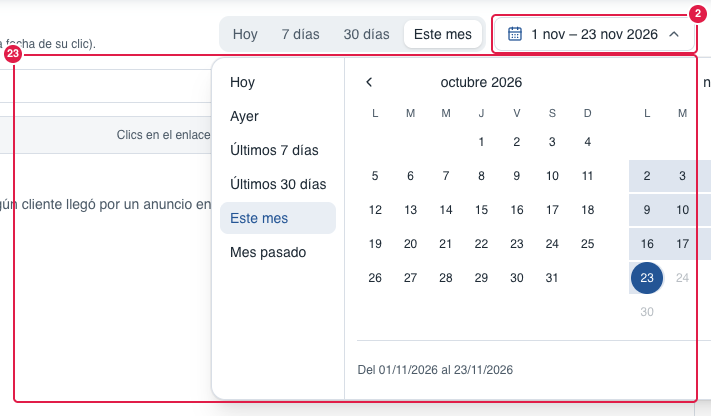 2
Hoy 7 días 30 días Este mes 1 nov – 23 nov 2026
a fecha de su clic).
23
Hoy
octubre 2026
n
L M M J V S D L M
Ayer
Clics en el enlace
1 2 3 4
Últimos 7 días
5 6 7 8 9 10 11 2 3
Últimos 30 días
gún cliente llegó por un anuncio en
12 13 14 15 16 17 18 9 10
Este mes
19 20 21 22 23 24 25 16 17
Mes pasado
26 27 28 29 30 31 23 24
30
Del 01/11/2026 al 23/11/2026